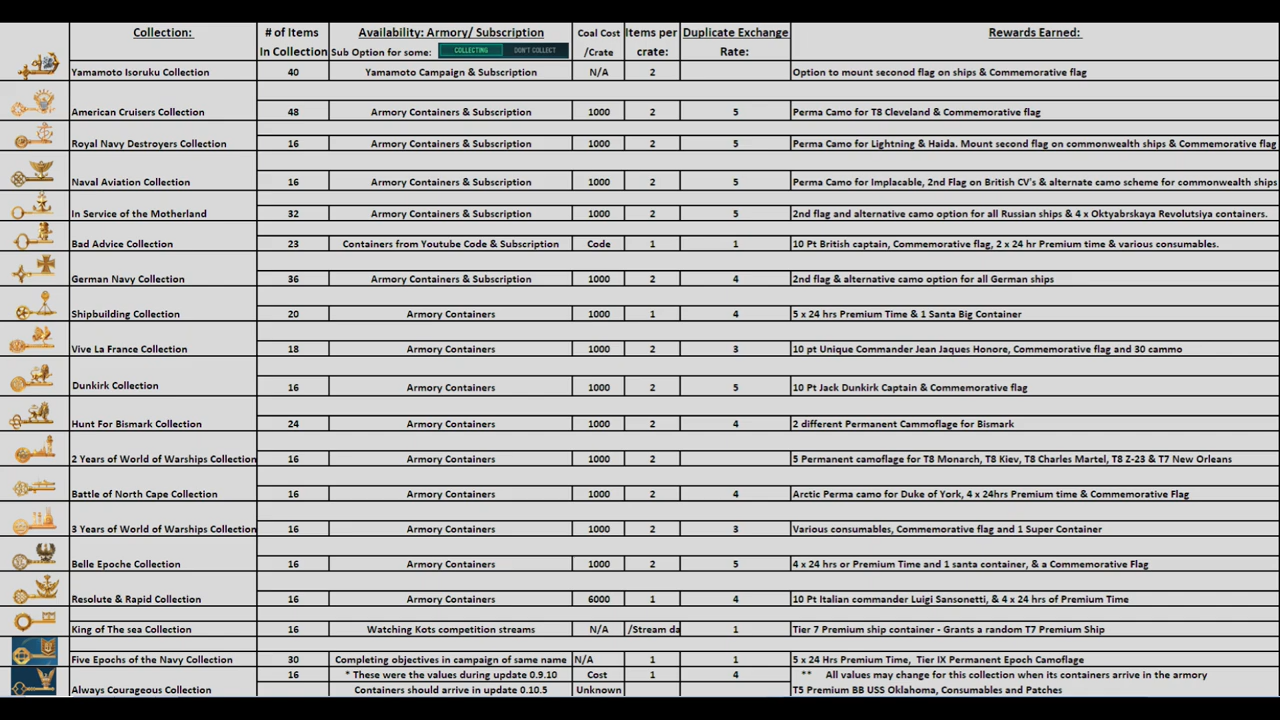 Collection: # of Items Availability: Armory/ Subscription Coal Cost Items per Duplicate Exchange Rewards Earned:
In Collection Sub Option for some: COLLECTING DON'T COLLECT /Crate crate: Rate:
Yamamoto Isoruku Collection 40 Yamamoto Campaign & Subscription N/A 2 Option to mount seconod flag on ships & Commemorative flag
American Cruisers Collection 48 Armory Containers & Subscription 1000 2 5 Perma Camo for T8 Cleveland & Commemorative flag
Royal Navy Destroyers Collection 16 Armory Containers & Subscription 1000 2 5 Perma Camo for Lightning & Haida. Mount second flag on commonwealth ships & Commemorative flag
Naval Aviation Collection 16 Armory Containers & Subscription 1000 2 5 Perma Camo for Implacable, 2nd Flag on British CV's & alternate camo scheme for commonwealth ships
In Service of the Motherland 32 Armory Containers & Subscription 1000 2 5 2nd flag and alternative camo option for all Russian ships & 4 x Oktyabrskaya Revolutsiya containers.
Bad Advice Collection 23 Containers from Youtube Code & Subscription Code 1 1 10 Pt British captain, Commemorative flag, 2 x 24 hr Premium time & various consumables.
German Navy Collection 36 Armory Containers & Subscription 1000 2 4 2nd flag & alternative camo option for all German ships
Shipbuilding Collection 20 Armory Containers 1000 1 4 5 x 24 hrs Premium Time & 1 Santa Big Container
Vive La France Collection 18 Armory Containers 1000 2 3 10 pt Unique Commander Jean Jaques Honore, Commemorative flag and 30 cammo
Dunkirk Collection 16 Armory Containers 1000 2 5 10 Pt Jack Dunkirk Captain & Commemorative flag
Hunt For Bismark Collection 24 Armory Containers 1000 2 4 2 different Permanent Cammoflage for Bismark
2 Years of World of Warships Collection 16 Armory Containers 1000 2 5 Permanent camoflage for T8 Monarch, T8 Kiev, T8 Charles Martel, T8 Z-23 & T7 New Orleans
Battle of North Cape Collection 16 Armory Containers 1000 2 4 Arctic Perma camo for Duke of York, 4 x 24hrs Premium time & Commemorative Flag
3 Years of World of Warships Collection 16 Armory Containers 1000 2 3 Various consumables, Commemorative flag and 1 Super Container
Belle Epoche Collection 16 Armory Containers 1000 2 5 4 x 24 hrs or Premium Time and 1 santa container, & a Commemorative Flag
Resolute & Rapid Collection 16 Armory Containers 6000 1 4 10 Pt Italian commander Luigi Sansonetti, & 4 x 24 hrs of Premium Time
King of The sea Collection 16 Watching Kots competition streams N/A /Stream da 1 Tier 7 Premium ship container - Grants a random T7 Premium Ship
Five Epochs of the Navy Collection 30 Completing objectives in campaign of same name N/A 1 1 5 x 24 Hrs Premium Time, Tier IX Permanent Epoch Camoflage
16 * These were the values during update 0.9.10 Cost 1 4 ** All values may change for this collection when its containers arrive in the armory
Always Courageous Collection Containers should arrive in update 0.10.5 Unknown T5 Premium BB USS Oklahoma, Consumables and Patches